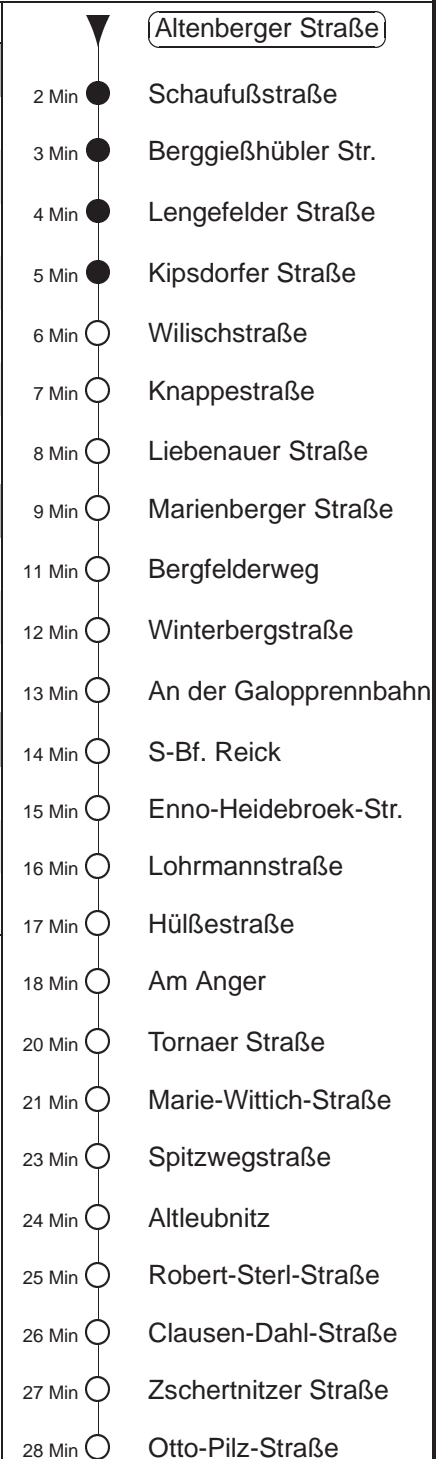 Altenberger Straße
2 Min Schaufußstraße
3 Min Berggießhübler Str.
4 Min Lengefelder Straße
5 Min Kipsdorfer Straße
6 Min Wilischstraße
7 Min Knappestraße
8 Min Liebenauer Straße
9 Min Marienberger Straße
11 Min Bergfelderweg
12 Min Winterbergstraße
13 Min An der Galopprennbahn
14 Min S-Bf. Reick
15 Min Enno-Heidebroek-Str.
16 Min Lohrmannstraße
17 Min Hülßestraße
18 Min Am Anger
20 Min Tornaer Straße
21 Min Marie-Wittich-Straße
23 Min Spitzwegstraße
24 Min Altleubnitz
25 Min Robert-Sterl-Straße
26 Min Clausen-Dahl-Straße
27 Min Zschertnitzer Straße
28 Min Otto-Pilz-Straße